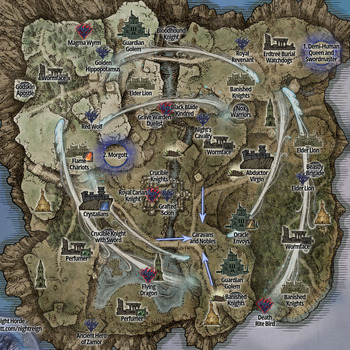 Magma Wyrm
Guardian
Golem
Bloodhound
Knight
Royal
Revenant
Erdtree Burial
Watchdogs
1. Demi-Human
Queen and
Swordmaster
Golden
Hippopotamus
Wormface
Godskin
Apostle
Elder Lion
Banished
Knights
Nox
Warriors
Black Blade
Kindred
Grave Warden
Duelist
Red Wolf
Night's
Cavalry
Wormface
Elder Lion
Flame
Chariots
2. Morgott
Abductor
Virgin
Beastly
Brigade
Elder Lion
Crucible
Knights
Royal Carian
Knight
Grafted
Scion
Crystalians
Crucible Knight
with Sword
Caravans
and Nobles
Oracle
Envoys
Wormface
Perfumer
Guardian
Golem
Flying
Dragon
Banished
Knights
Banished
Knights
Death
Rite Bird
Perfumer
Ancient Hero
of Zamor
ight Horde
tt.com/nightreign